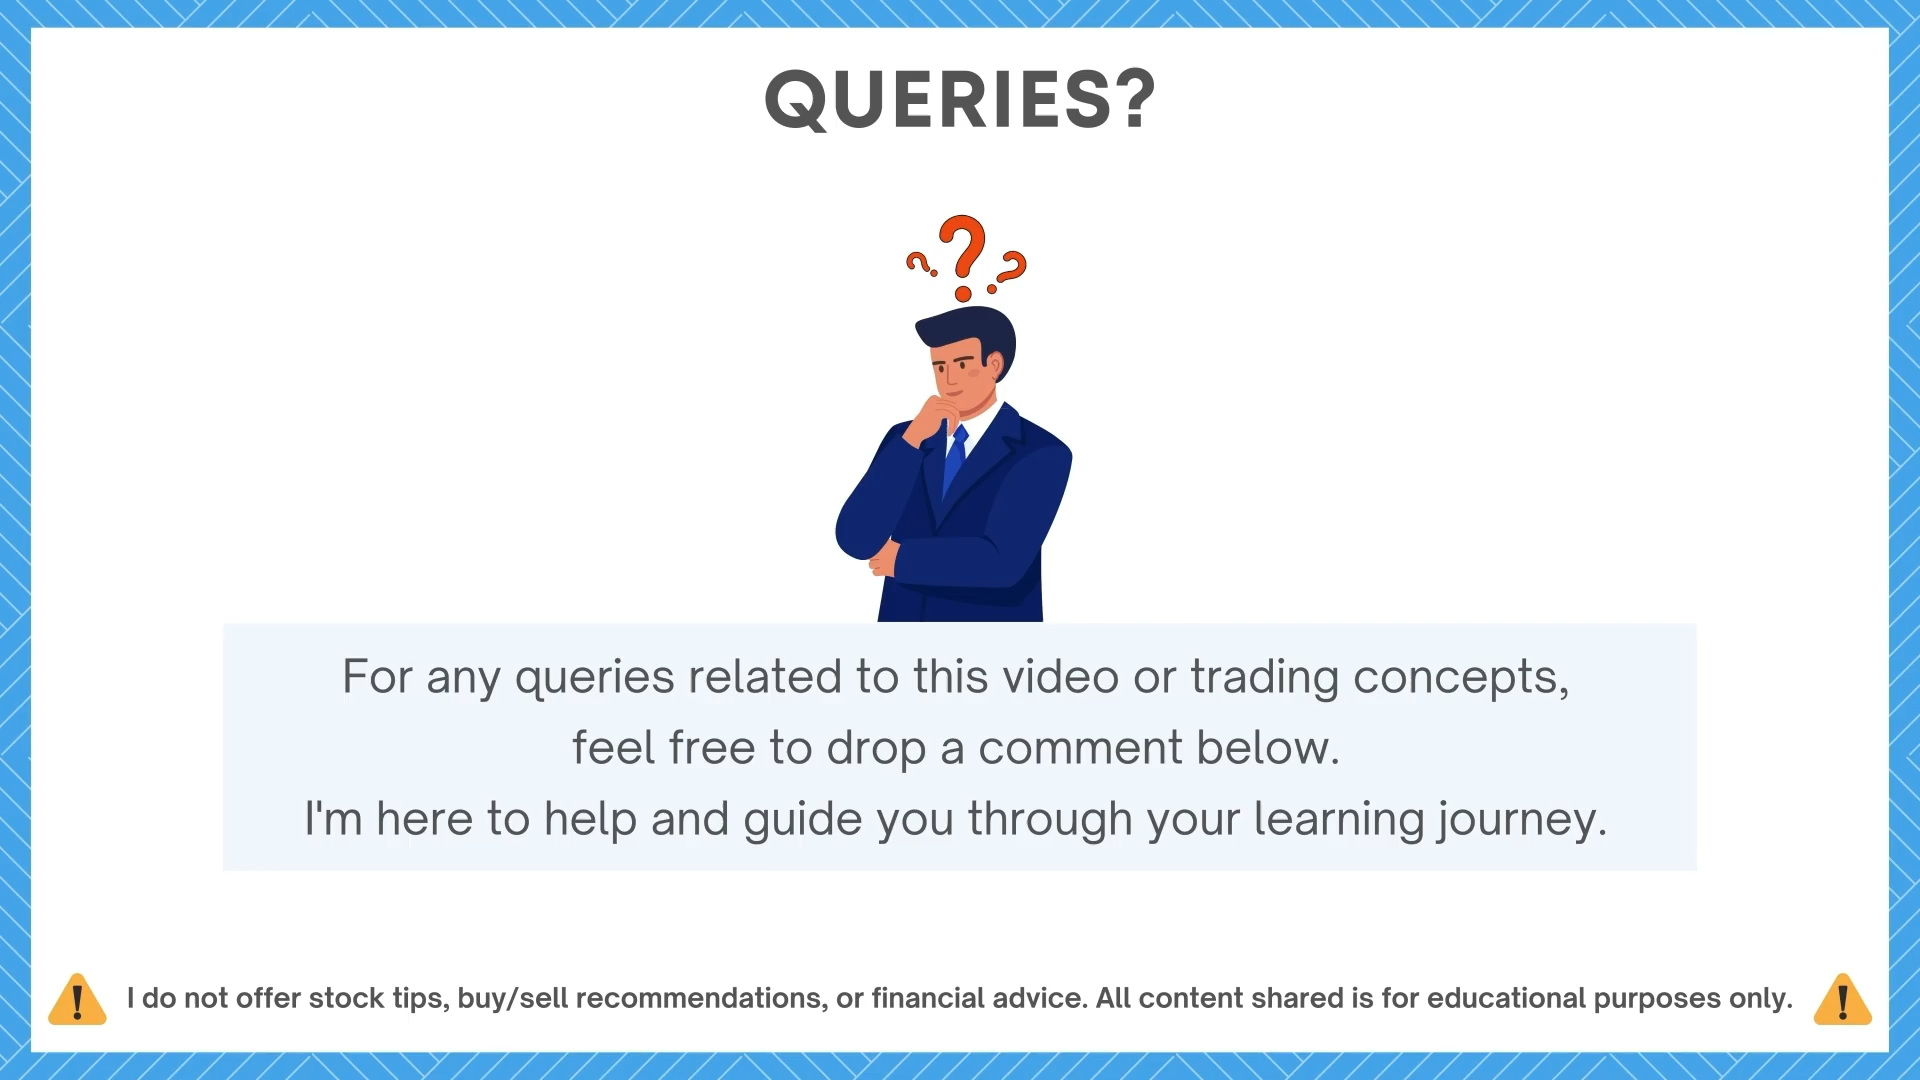 QUERIES?
For any queries related to this video or trading concepts,
feel free to drop a comment below.
I'm here to help and guide you through your learning journey.
I do not offer stock tips, buy/sell recommendations, or financial advice. All content shared is for educational purposes only.